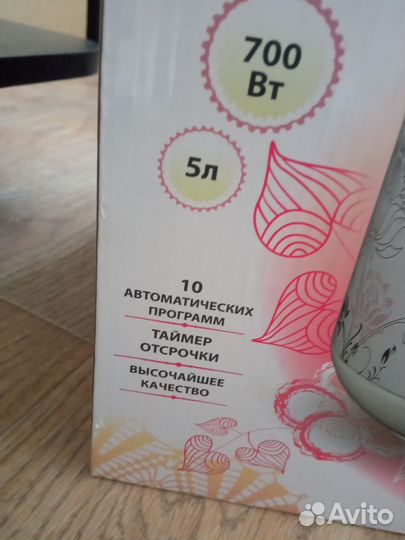 700
Вт
5л
10
АВТОМАТИЧЕСКИХ
ПРОГРАММ
ТАЙМЕР
ОТСРОЧКИ
ВЫСОЧАЙШЕЕ
КАЧЕСТВО
Avito